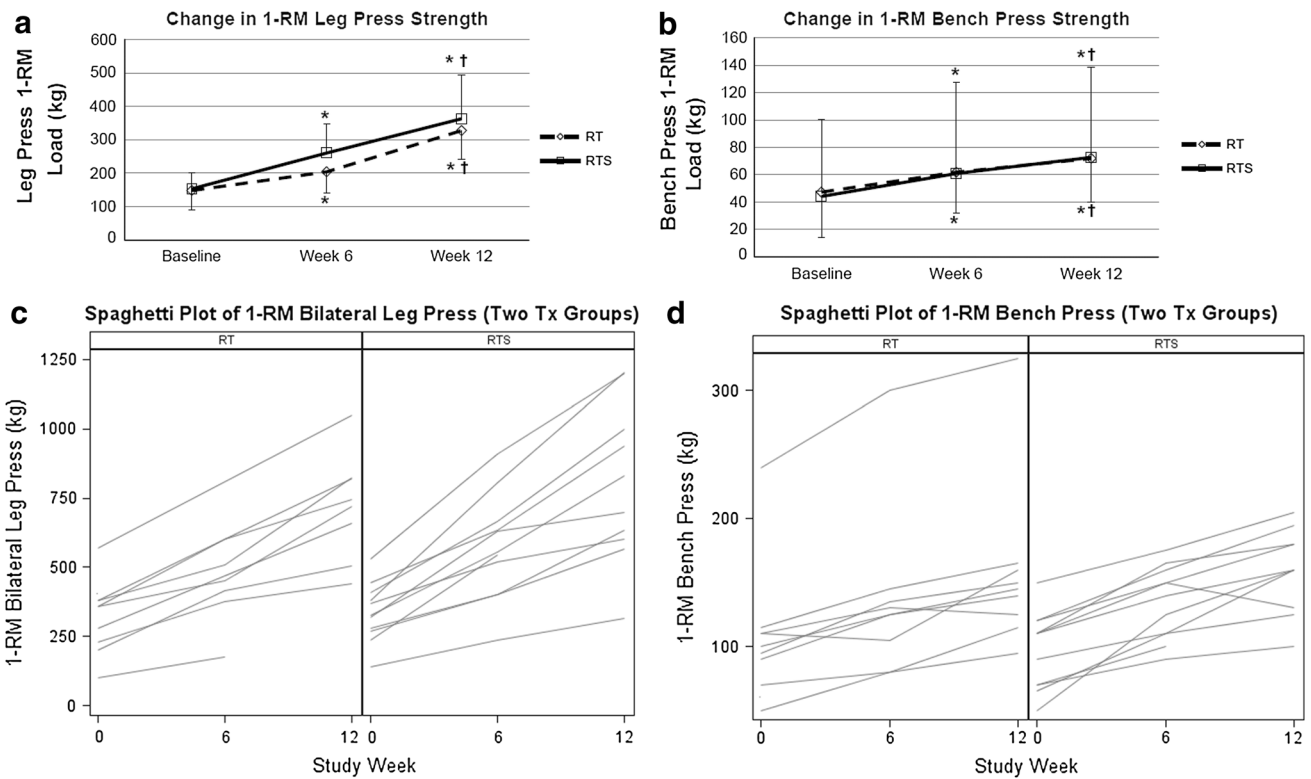 a
Change in 1-RM Leg Press Strength
Leg Press 1-RM
Load (kg)
600
500
400
300
200
100
0
*
*
* †
* †
Baseline
Week 6
Week 12
RT
RTS
b
Change in 1-RM Bench Press Strength
Bench Press 1-RM
Load (kg)
160
140
120
100
80
60
40
20
0
*
*
*†
*†
Baseline
Week 6
Week 12
RT
RTS
c
Spaghetti Plot of 1-RM Bilateral Leg Press (Two Tx Groups)
RT
RTS
1-RM Bilateral Leg Press (kg)
1250
1000
750
500
250
0
0
6
12
0
6
12
Study Week
d
Spaghetti Plot of 1-RM Bench Press (Two Tx Groups)
RT
RTS
1-RM Bench Press (kg)
300
200
100
0
6
12
0
6
12
Study Week